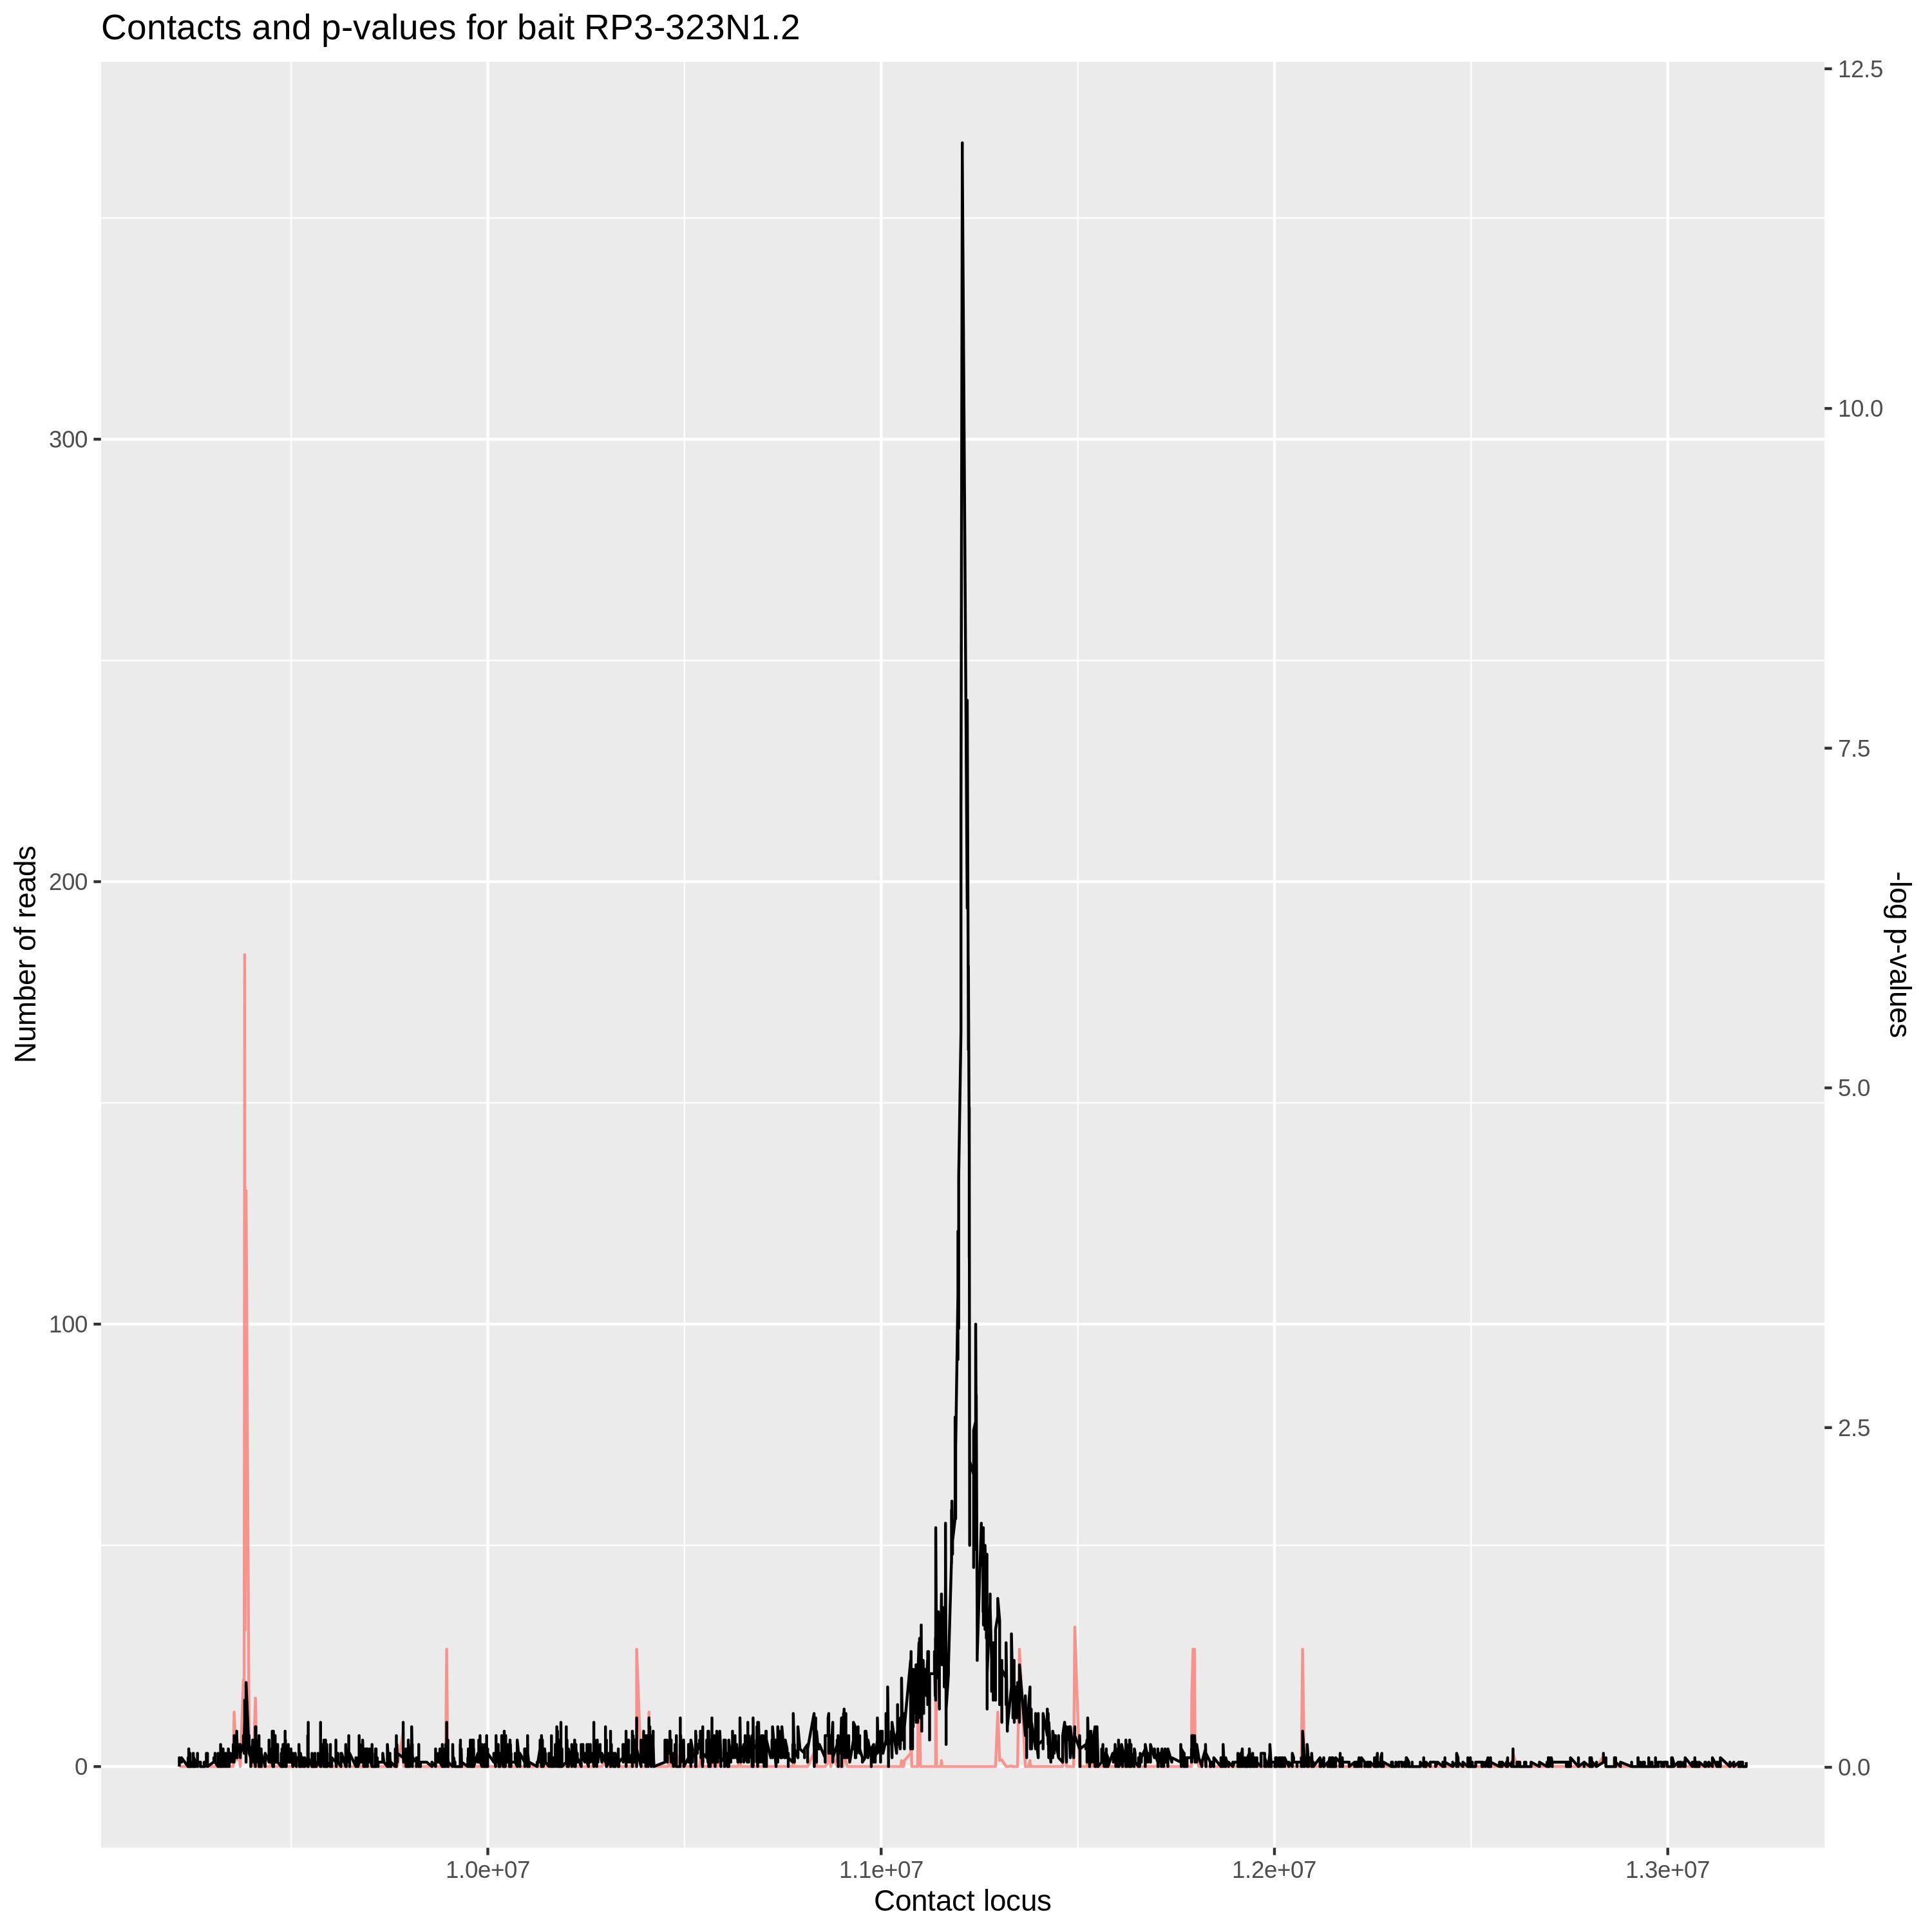 Contacts and p-values for bait RP3-323N1.2
12.5
10.0
7.5
5.0
2.5
0.0
-log p-values
300
200
100
0
Number of reads
1.0e+07
1.1e+07
1.2e+07
1.3e+07
Contact locus